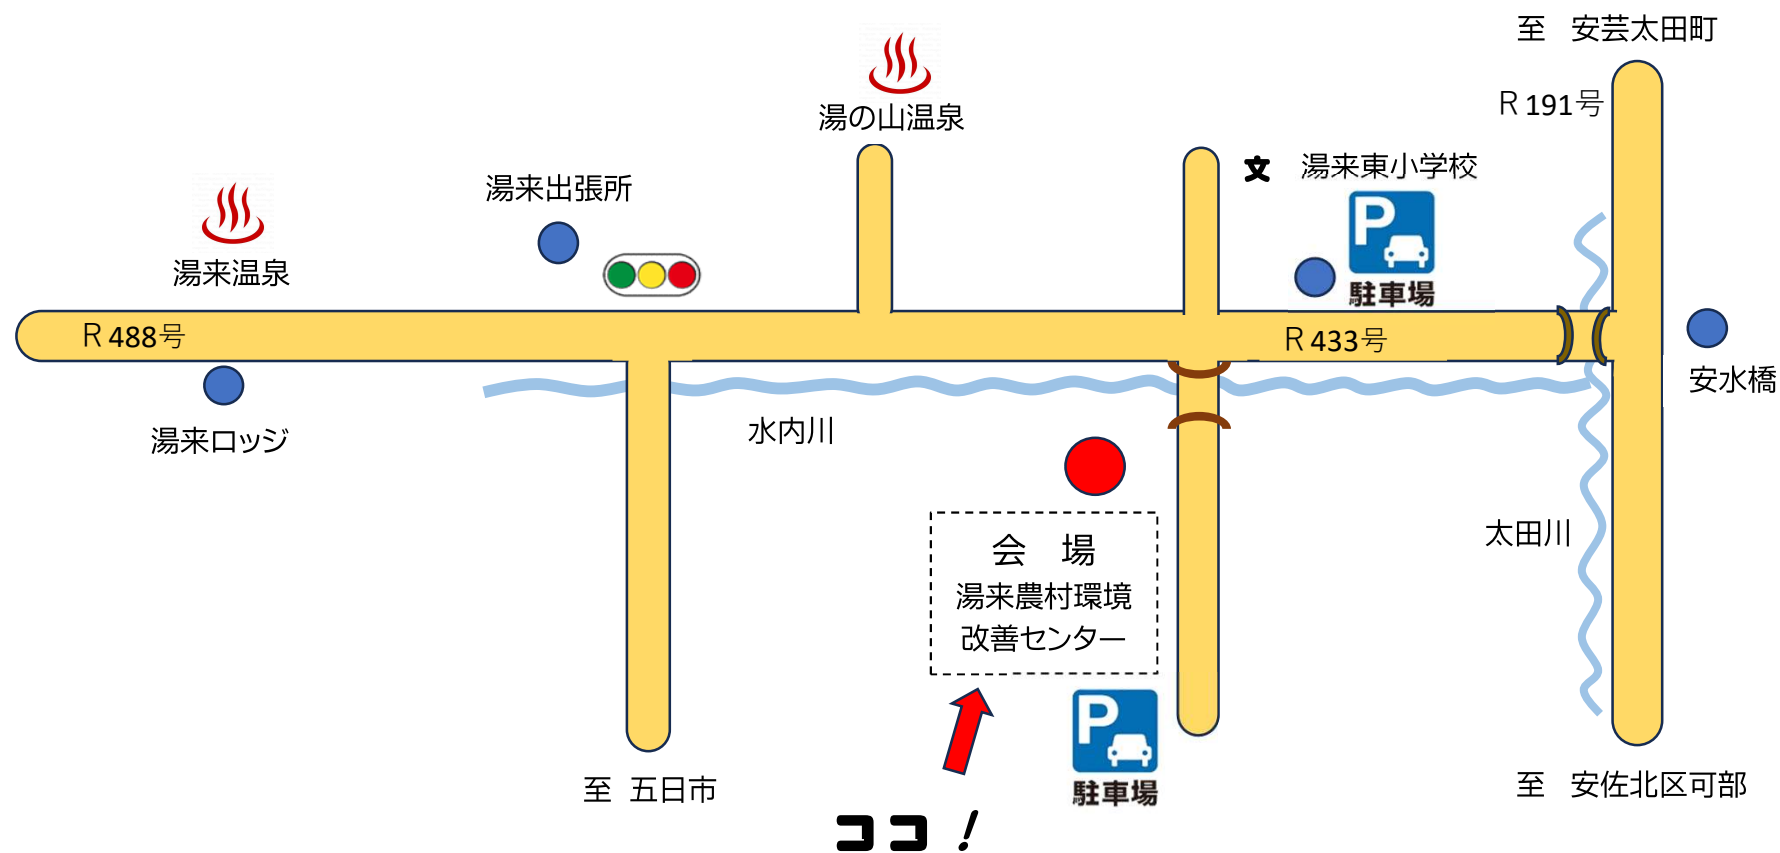 至　安芸太田町
R 191号
湯の山温泉
文　湯来東小学校
湯来出張所
P
駐車場
湯来温泉
R 488号
R 433号
安水橋
湯来ロッジ
水内川
太田川
会　場
湯来農村環境
改善センター
P
駐車場
至　五日市
至　安佐北区可部
ココ！